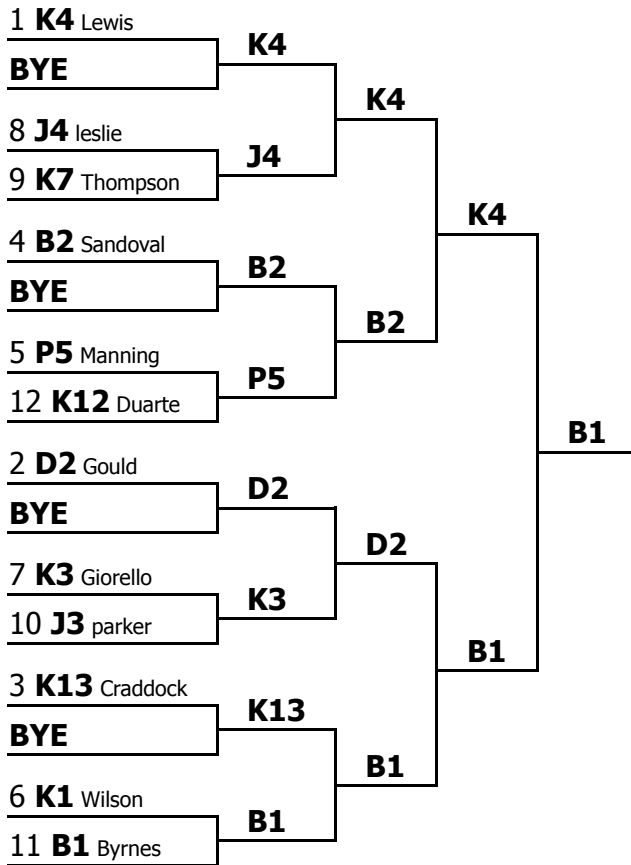 1 K4 Lewis
BYE
8 J4 leslie
9 K7 Thompson
4 B2 Sandoval
BYE
5 P5 Manning
12 K12 Duarte
2 D2 Gould
BYE
7 K3 Giorello
10 J3 parker
3 K13 Craddock
BYE
6 K1 Wilson
11 B1 Byrnes
K4
J4
B2
P5
D2
K3
K13
B1
K4
B2
D2
B1
K4
B1
B1